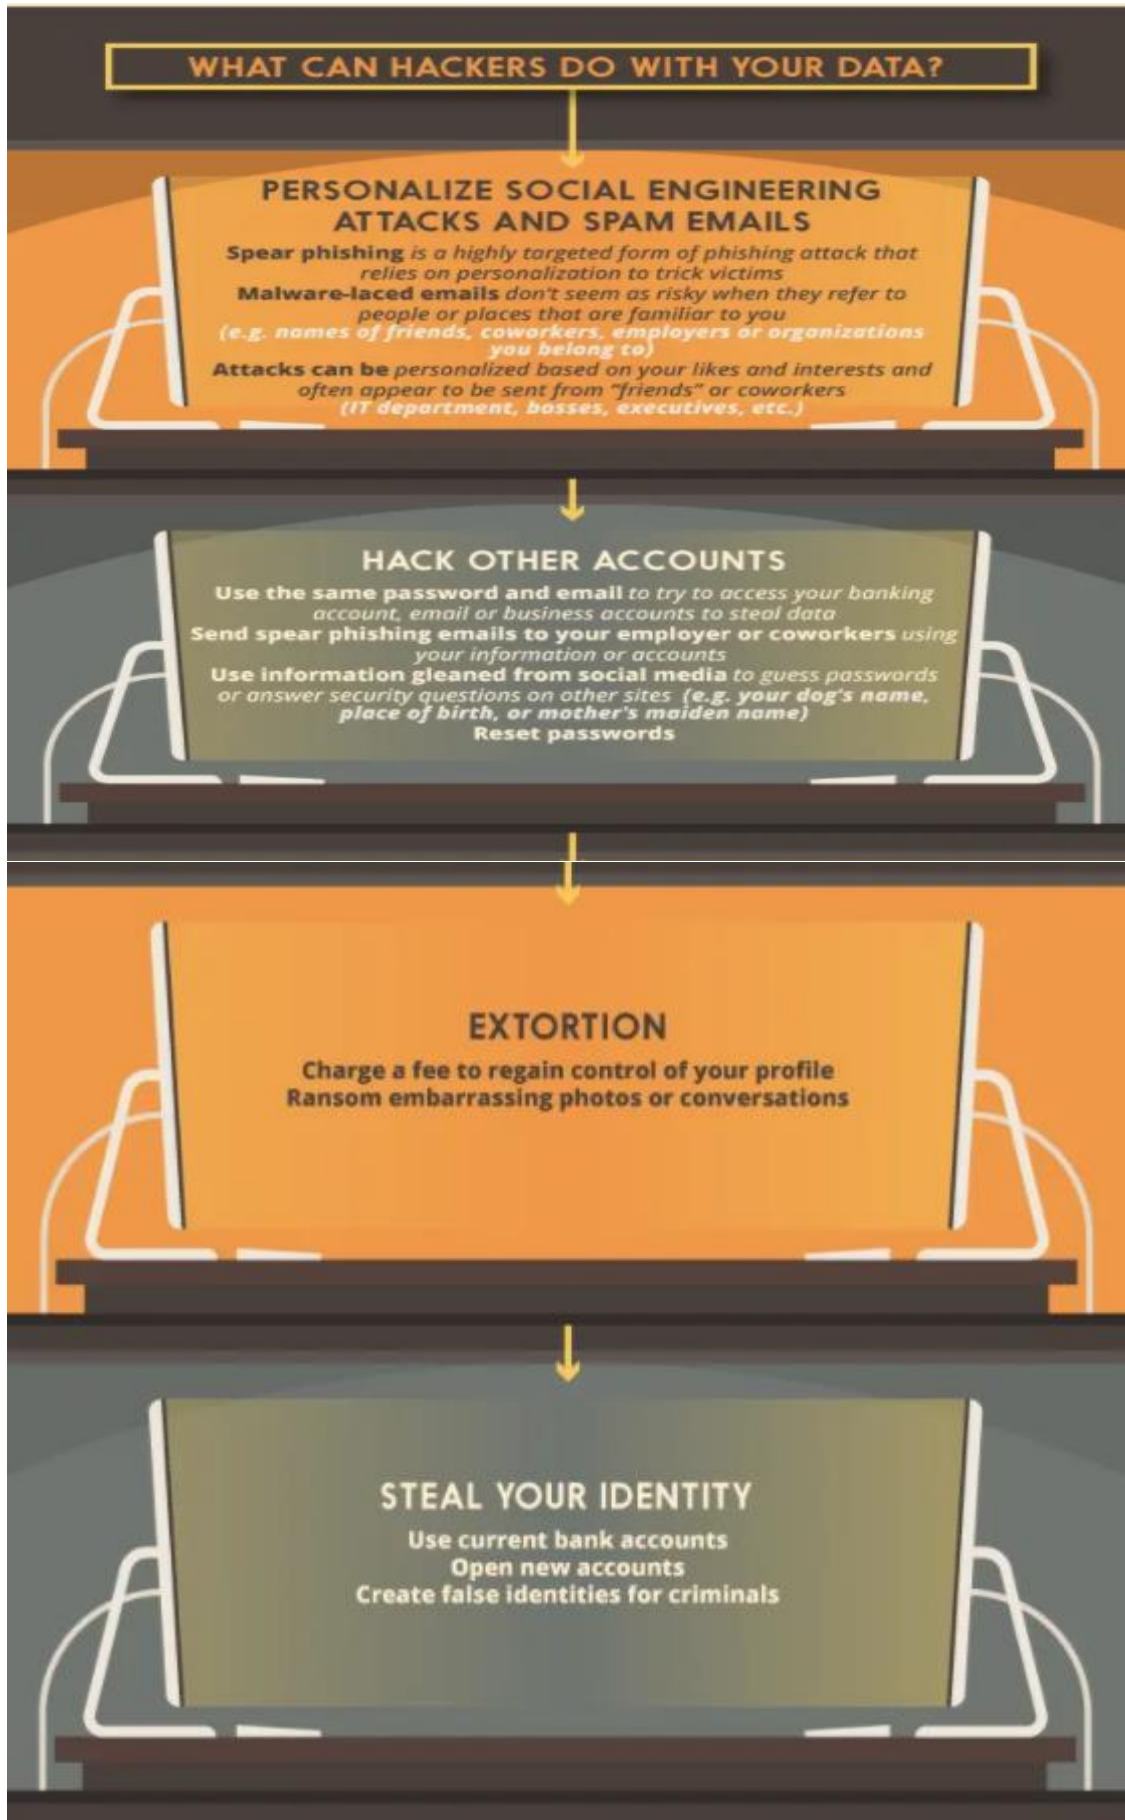 WHAT CAN HACKERS DO WITH YOUR DATA?
PERSONALIZE SOCIAL ENGINEERING
ATTACKS AND SPAM EMAILS
Spear phishing is a highly targeted form of phishing attack that
relies on personalization to trick victims
Malware-laced emails don't seem as risky when they refer to
people or places that are familiar to you
(e.g. names of friends, coworkers, employers or organizations
you belong to)
Attacks can be personalized based on your likes and interests and
often appear to be sent from "friends" or coworkers
(IT department, bosses, executives, etc.)
HACK OTHER ACCOUNTS
Use the same password and email to try to access your banking
account, email or business accounts to steal data
Send spear phishing emails to your employer or coworkers using
your information or accounts
Use information gleaned from social media to guess passwords
or answer security questions on other sites (e.g. your dog's name,
place of birth, or mother's maiden name)
Reset passwords
EXTORTION
Charge a fee to regain control of your profile
Ransom embarrassing photos or conversations
STEAL YOUR IDENTITY
Use current bank accounts
Open new accounts
Create false identities for criminals